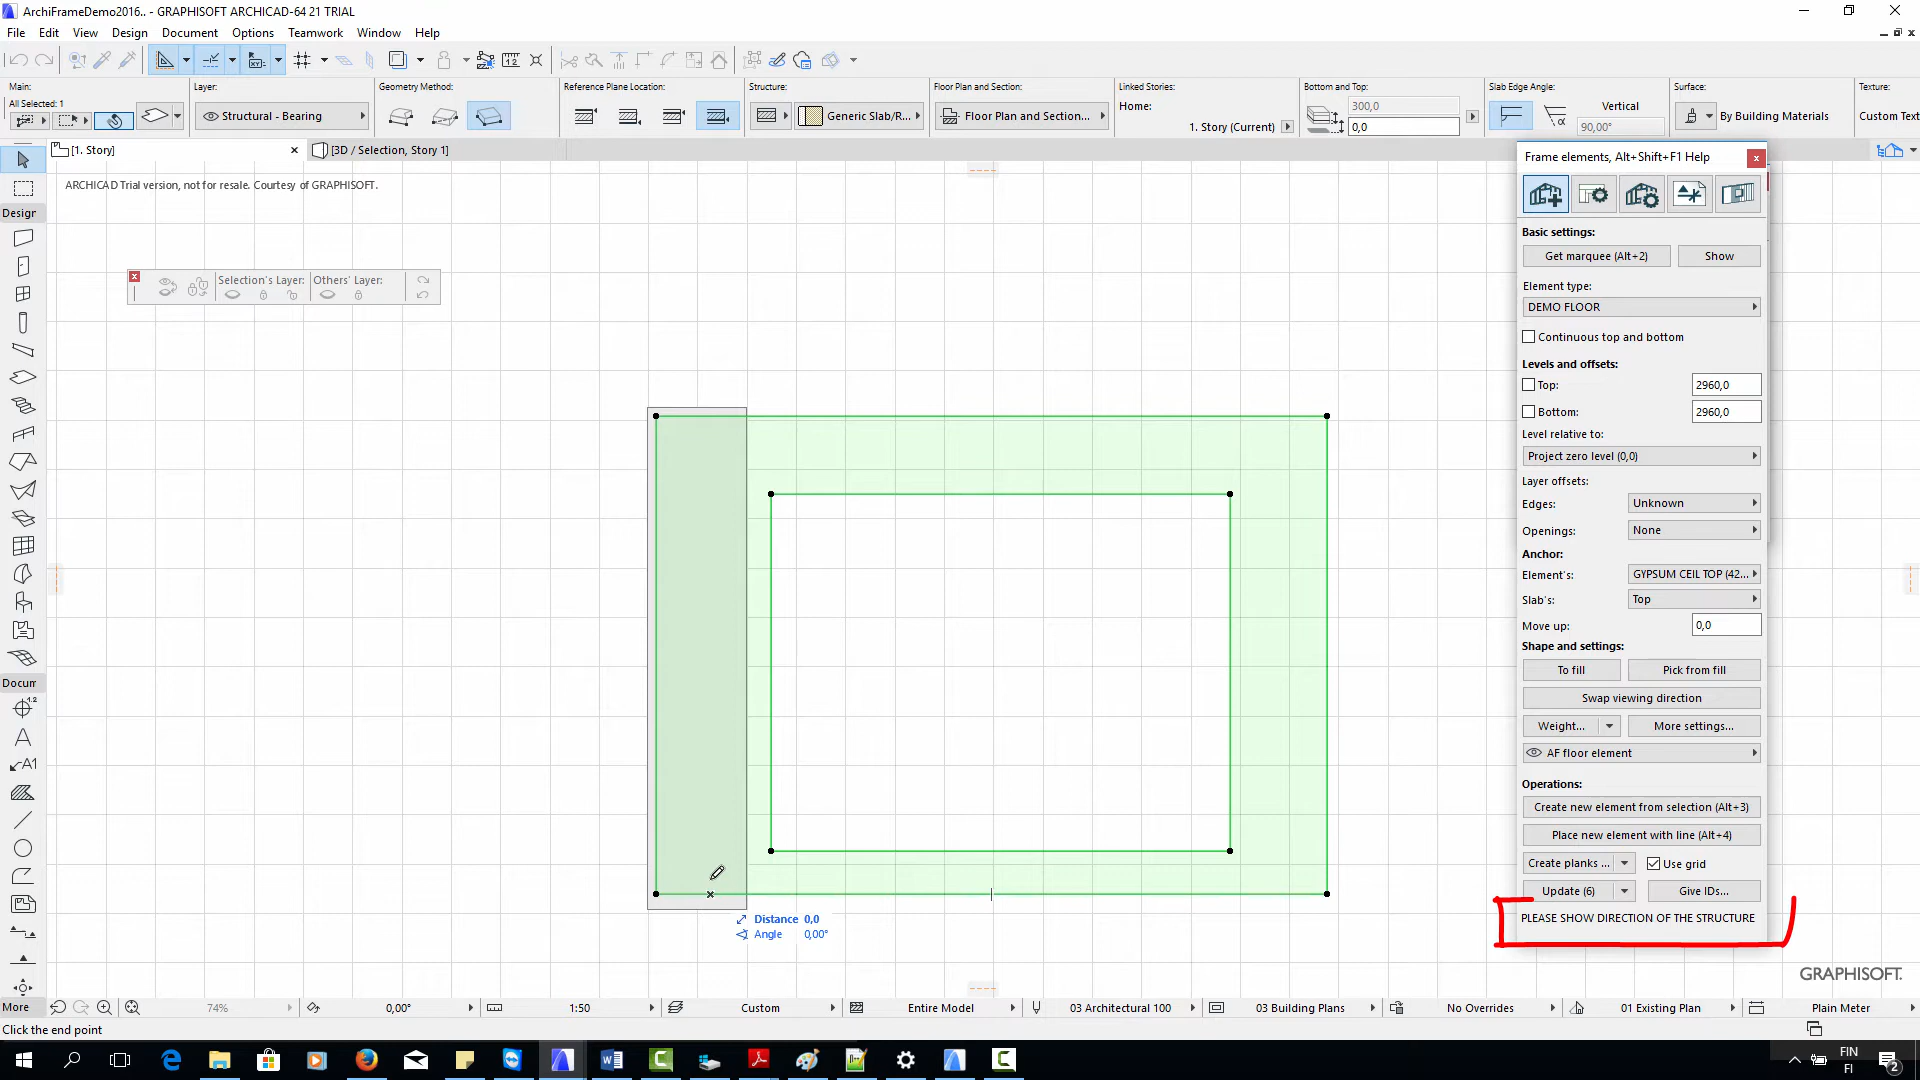 ArchiFrameDemo2016.. - GRAPHISOFT ARCHICAD-64 21 TRIAL
File Edit View Design Document Options Teamwork Window Help
Main: Layer: Geometry Method: Reference Plane Location: Structure: Floor Plan and Section: Linked Stories: Bottom and Top: Slab Edge Angle: Surface: Texture:
All Selected: 1
Structural - Bearing
Generic Slab/R...
Floor Plan and Section...
Home:
1. Story (Current)
300,0
0,0
Vertical
90,00°
By Building Materials
Custom Text
[1. Story]
[3D / Selection, Story 1]
ARCHICAD Trial version, not for resale. Courtesy of GRAPHISOFT.
Design
Selection's Layer: Others' Layer:
Docum
A
A1
More
Distance 0,0
Angle 0,00°
Frame elements, Alt+Shift+F1 Help
Basic settings:
Get marquee (Alt+2) Show
Element type:
DEMO FLOOR
Continuous top and bottom
Levels and offsets:
Top: 2960,0
Bottom: 2960,0
Level relative to:
Project zero level (0,0)
Layer offsets:
Edges: Unknown
Openings: None
Anchor:
Element's: GYPSUM CEIL TOP (42...
Slab's: Top
Move up: 0,0
Shape and settings:
To fill Pick from fill
Swap viewing direction
Weight... More settings...
AF floor element
Operations:
Create new element from selection (Alt+3)
Place new element with line (Alt+4)
Create planks ... Use grid
Update (6) Give IDs...
PLEASE SHOW DIRECTION OF THE STRUCTURE
GRAPHISOFT.
74% 0,00° 1:50 Custom Entire Model 03 Architectural 100 03 Building Plans No Overrides 01 Existing Plan Plain Meter
Click the end point
FIN
FI
2